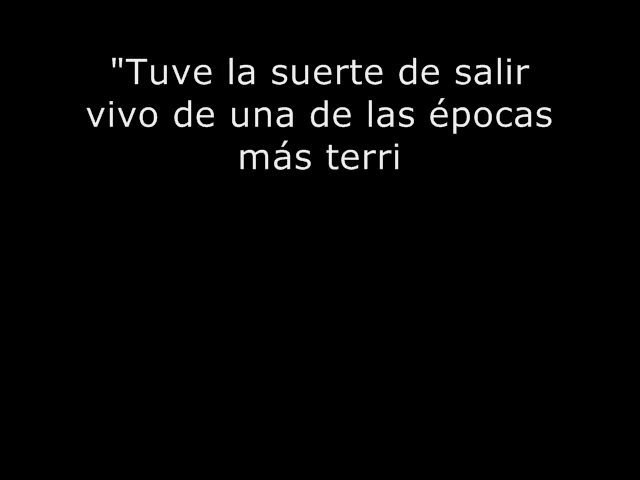 "Tuve la suerte de salir
vivo de una de las épocas
más terri